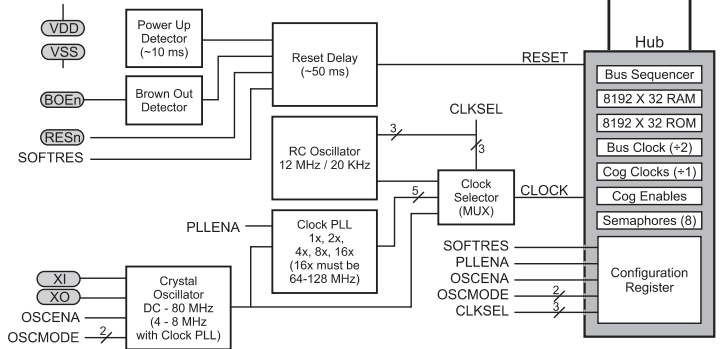 VDD
VSS
Power Up
Detector
(~10 ms)
BOEn
Brown Out
Detector
RESn
SOFTRES
Reset Delay
(~50 ms)
RESET
RC Oscillator
12 MHz / 20 KHz
3
CLKSEL
3
Clock
Selector
(MUX)
CLOCK
5
PLLENA
Clock PLL
1x, 2x,
4x, 8x, 16x
(16x must be
64-128 MHz)
XI
XO
OSCENA
OSCMODE
2
Crystal
Oscillator
DC - 80 MHz
(4 - 8 MHz
with Clock PLL)
Hub
Bus Sequencer
8192 X 32 RAM
8192 X 32 ROM
Bus Clock (÷2)
Cog Clocks (÷1)
Cog Enables
Semaphores (8)
SOFTRES
PLLENA
OSCENA
OSCMODE
2
CLKSEL
3
Configuration
Register